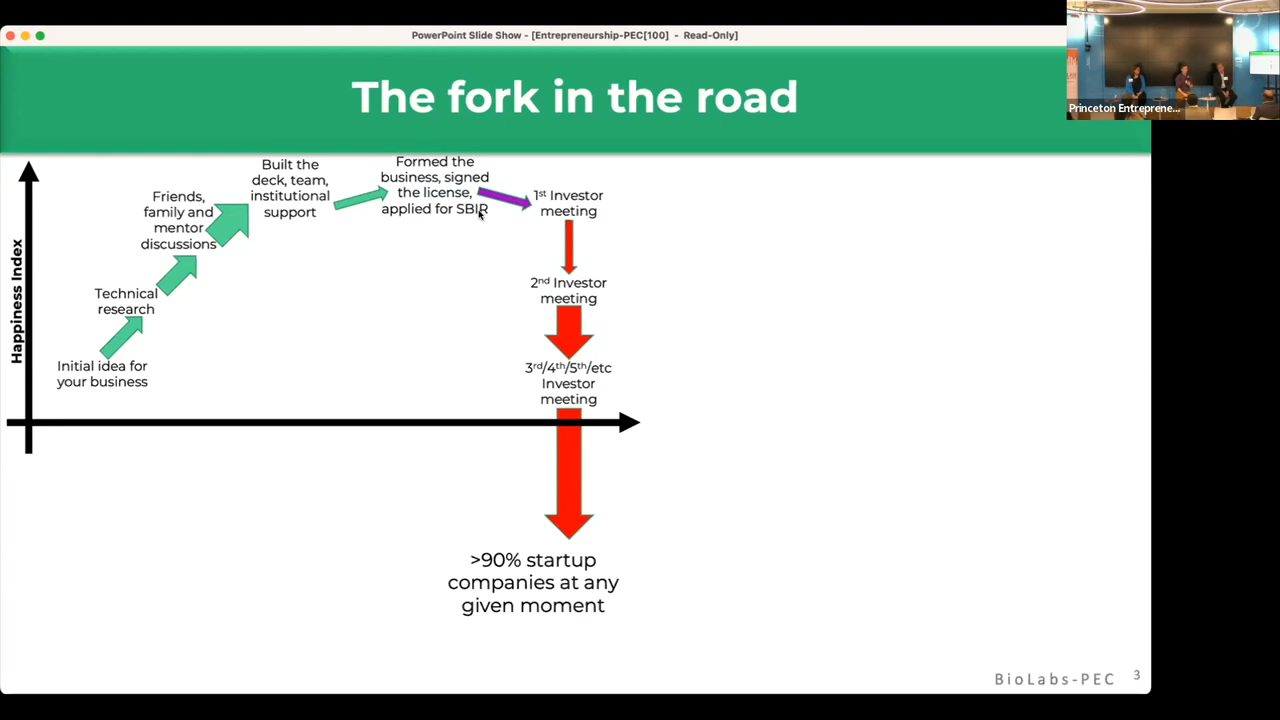 PowerPoint Slide Show - [Entrepreneurship-PEC[100] - Read-Only]
The fork in the road
Princeton Entreprene...
Happiness Index
Initial idea for
your business
Technical
research
Friends,
family and
mentor
discussions
Built the
deck, team,
institutional
support
Formed the
business, signed
the license,
applied for SBIR
1st Investor
meeting
2nd Investor
meeting
3rd/4th/5th/etc
Investor
meeting
>90% startup
companies at any
given moment
BioLabs-PEC 3